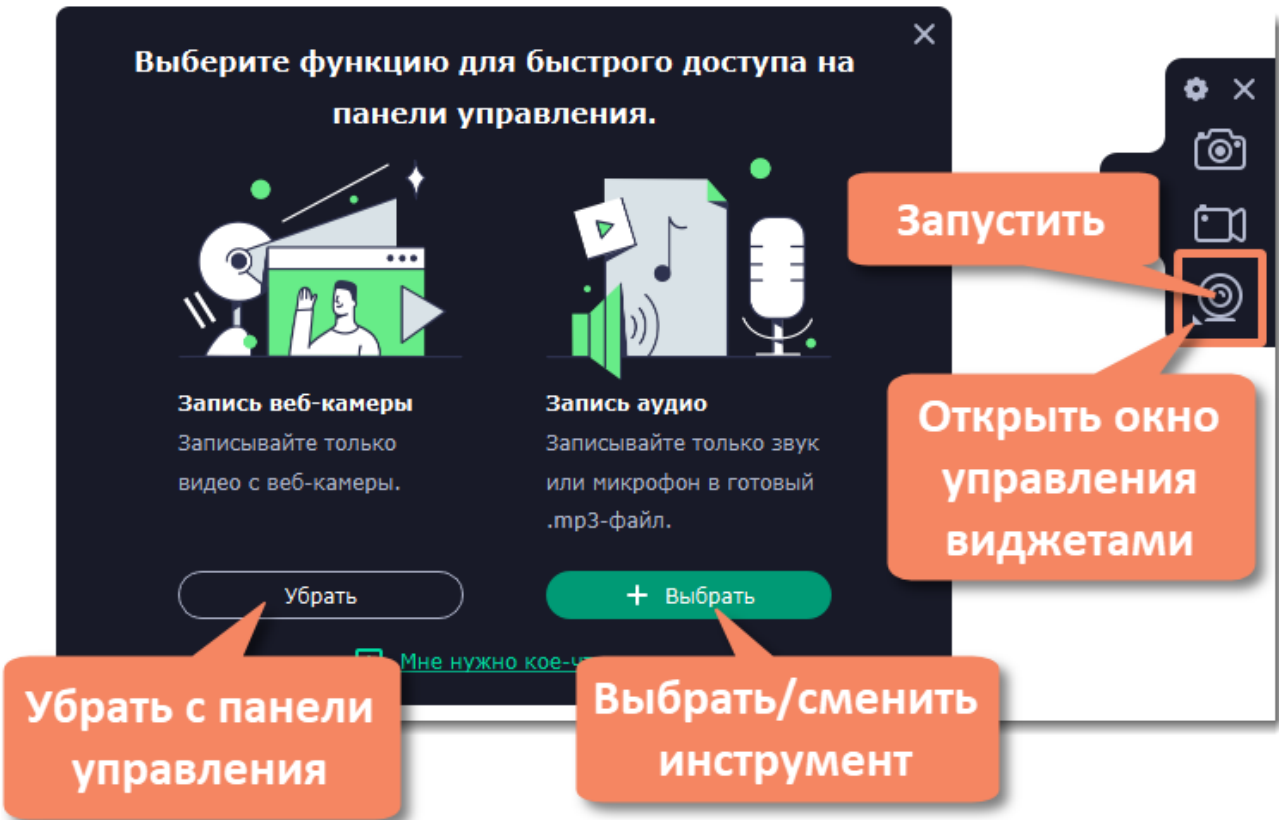 Выберите функцию для быстрого доступа на
панели управления.
Запись веб-камеры
Записывайте только
видео с веб-камеры.
Убрать
Запись аудио
Записывайте только звук
или микрофон в готовый
.mp3-файл.
+ Выбрать
Мне нужно кое-
Запустить
Открыть окно
управления
виджетами
Убрать с панели
управления
Выбрать/сменить
инструмент